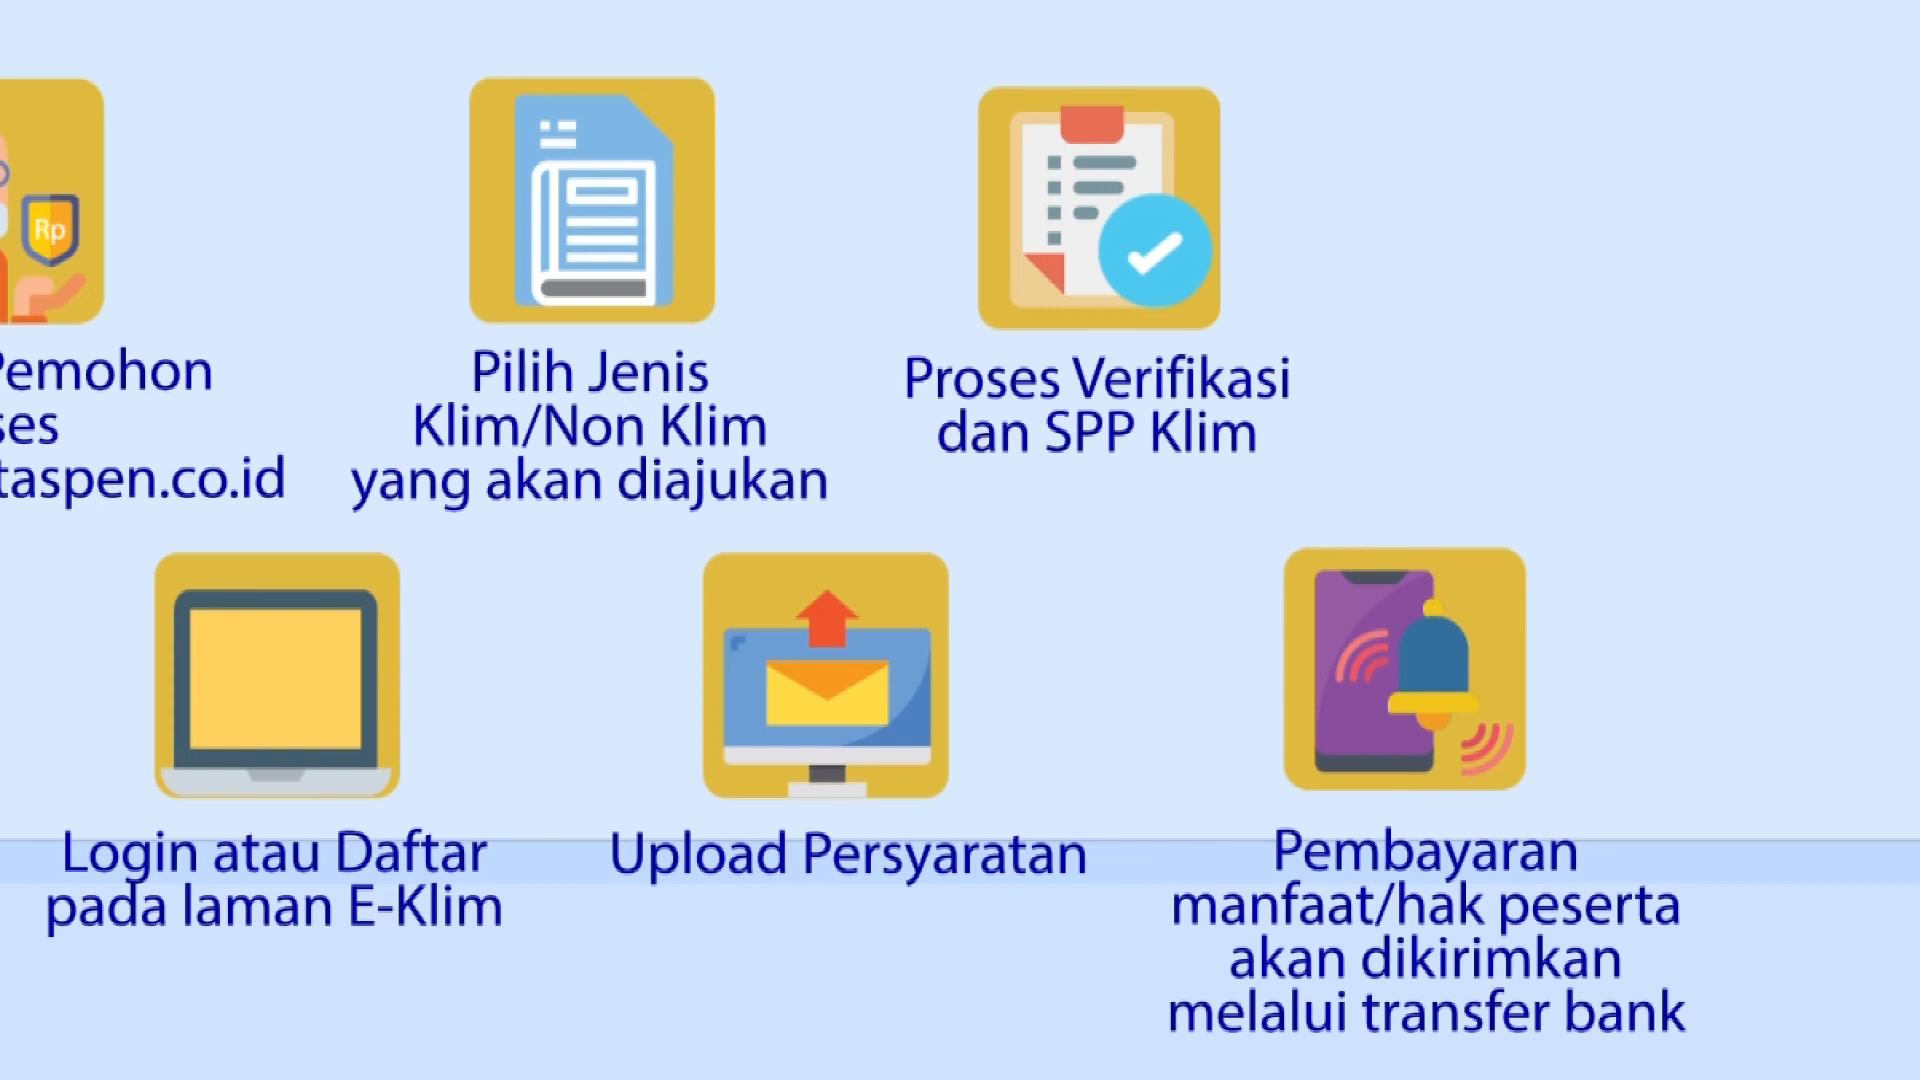 Rp
Pemohon
ses
taspen.co.id
Pilih Jenis
Klim/Non Klim
yang akan diajukan
Proses Verifikasi
dan SPP Klim
Login atau Daftar
pada laman E-Klim
Upload Persyaratan
Pembayaran
manfaat/hak peserta
akan dikirimkan
melalui transfer bank